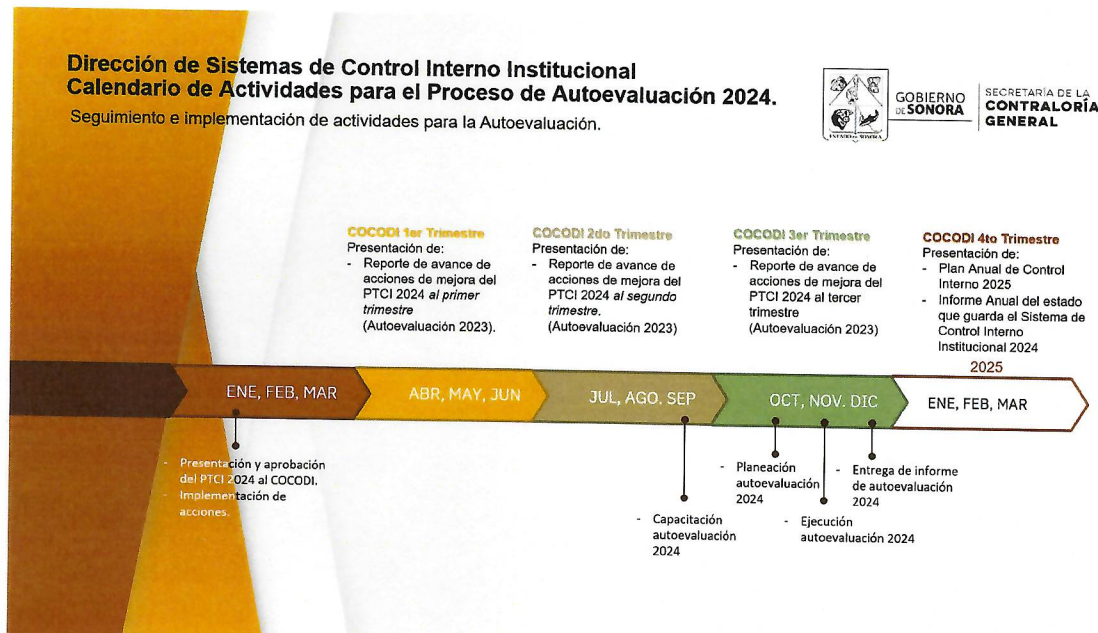 Dirección de Sistemas de Control Interno Institucional
Calendario de Actividades para el Proceso de Autoevaluación 2024.
Seguimiento e implementación de actividades para la Autoevaluación.
ESTADO DE SONORA
GOBIERNO
DE SONORA
SECRETARÍA DE LA
CONTRALORÍA
GENERAL
COCODI 1er Trimestre
Presentación de:
- Reporte de avance de
acciones de mejora del
PTCI 2024 al primer
trimestre
(Autoevaluación 2023).
COCODI 2do Trimestre
Presentación de:
- Reporte de avance de
acciones de mejora del
PTCI 2024 al segundo
trimestre.
(Autoevaluación 2023)
COCODI 3er Trimestre
Presentación de:
- Reporte de avance de
acciones de mejora del
PTCI 2024 al tercer
trimestre
(Autoevaluación 2023)
COCODI 4to Trimestre
Presentación de:
- Plan Anual de Control
Interno 2025
- Informe Anual del estado
que guarda el Sistema de
Control Interno
Institucional 2024
2025
ENE, FEB, MAR
ABR, MAY, JUN
JUL, AGO. SEP
OCT, NOV. DIC
ENE, FEB, MAR
- Presentación y aprobación
del PTCI 2024 al COCODI.
- Implementación de
acciones.
- Capacitación
autoevaluación
2024
- Planeación
autoevaluación
2024
- Ejecución
autoevaluación 2024
- Entrega de informe
de autoevaluación
2024